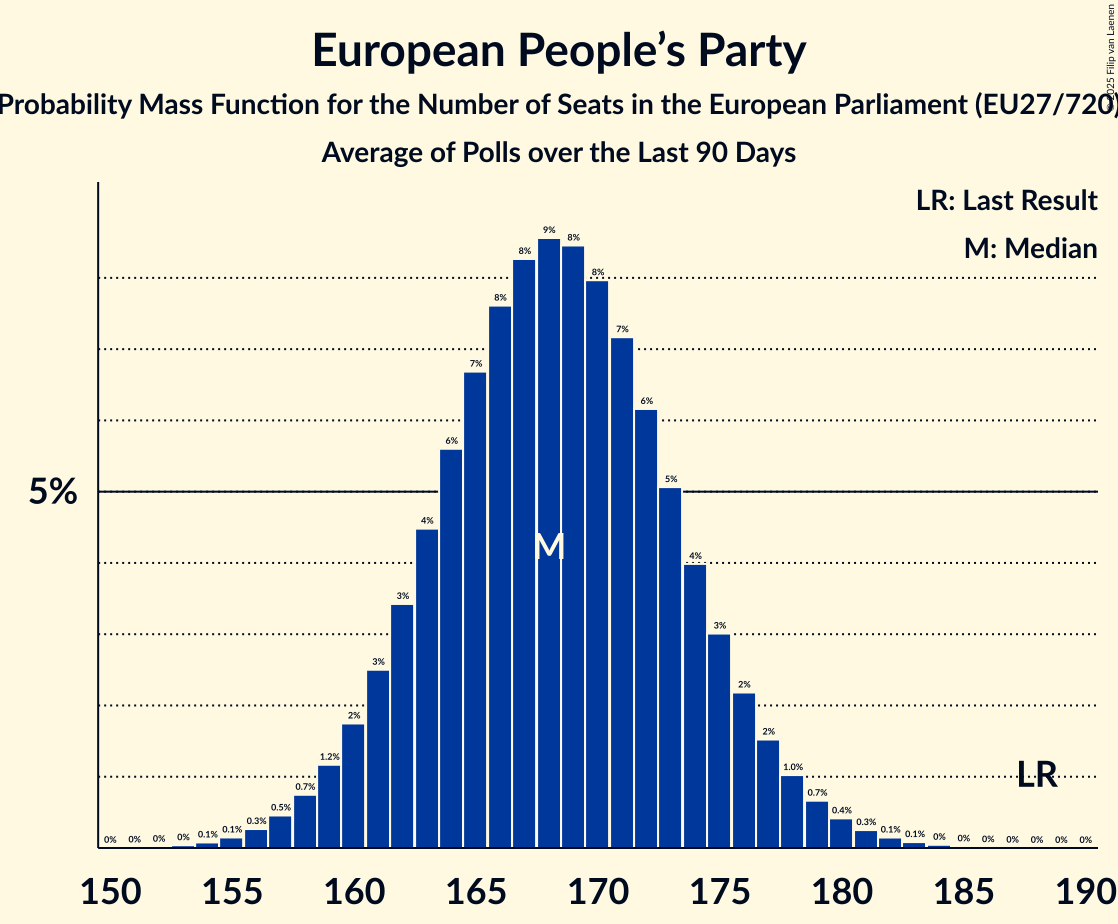 European People’s Party
Probability Mass Function for the Number of Seats in the European Parliament (EU27/720)
Average of Polls over the Last 90 Days
2025 Filip van Laenen
LR: Last Result
M: Median
9%
8% 8%
8%
8%
7%
7%
6%
6%
5%
5%
4%
M
4%
3%
3%
3%
2%
2%
2%
1.2%
1.0%
LR
0.7%
0.7%
0.5%
0.4%
0.3%
0.3%
0% 0% 0% 0% 0.1% 0.1% 0.1% 0.1% 0% 0% 0% 0% 0% 0% 0%
150 155 160 165 170 175 180 185 190